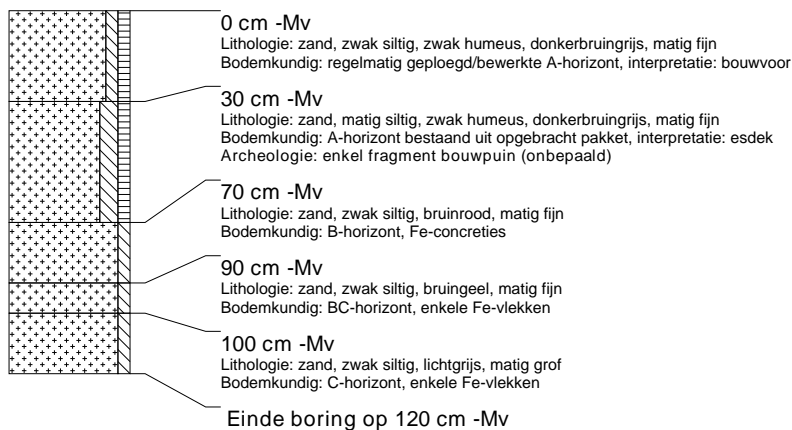 0 cm -Mv
Lithologie: zand, zwak siltig, zwak humeus, donkerbruingrijs, matig fijn
Bodemkundig: regelmatig geploegd/bewerkte A-horizont, interpretatie: bouwvoor
30 cm -Mv
Lithologie: zand, matig siltig, zwak humeus, donkerbruingrijs, matig fijn
Bodemkundig: A-horizont bestaand uit opgebracht pakket, interpretatie: esdek
Archeologie: enkel fragment bouwpuin (onbepaald)
70 cm -Mv
Lithologie: zand, zwak siltig, bruinrood, matig fijn
Bodemkundig: B-horizont, Fe-concreties
90 cm -Mv
Lithologie: zand, zwak siltig, bruingeel, matig fijn
Bodemkundig: BC-horizont, enkele Fe-vlekken
100 cm -Mv
Lithologie: zand, zwak siltig, lichtgrijs, matig grof
Bodemkundig: C-horizont, enkele Fe-vlekken
Einde boring op 120 cm -Mv